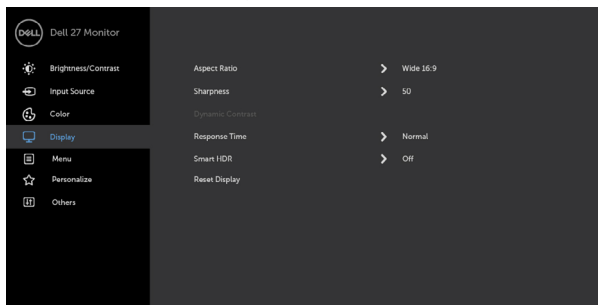 DELL Dell 27 Monitor
Brightness/Contrast
Input Source
Color
Display
Menu
Personalize
Others
Aspect Ratio Wide 16:9
Sharpness 50
Dynamic Contrast
Response Time Normal
Smart HDR Off
Reset Display